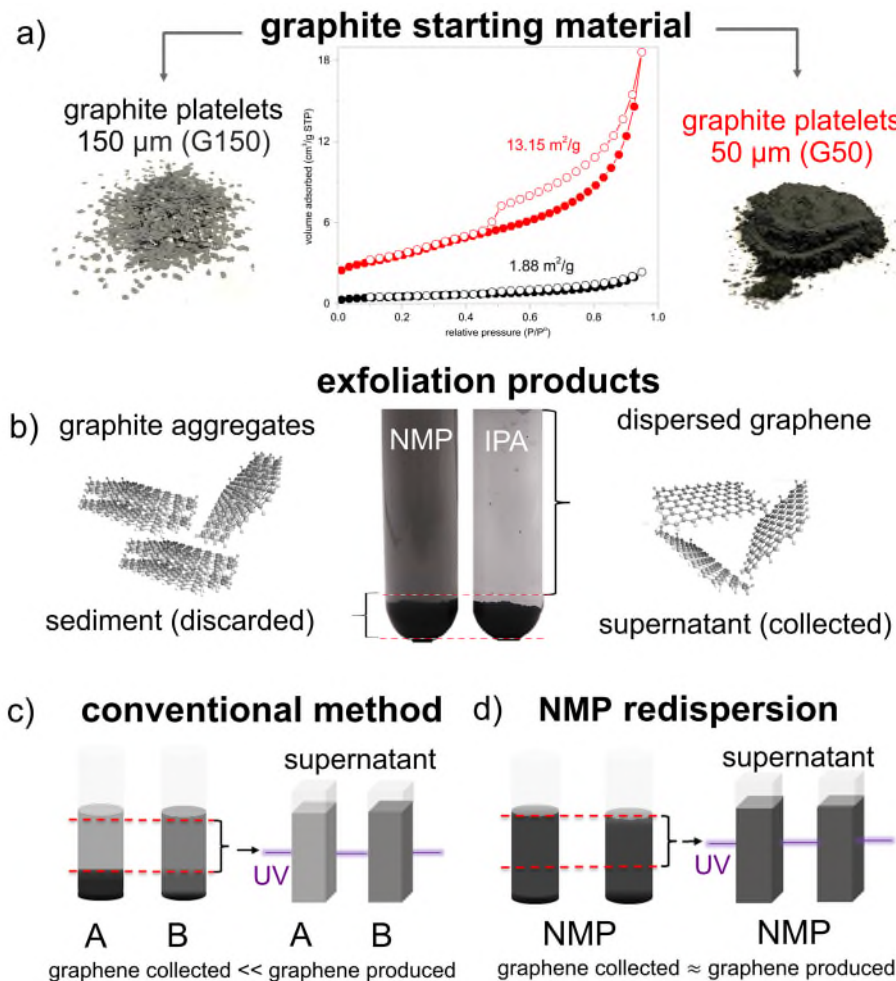 a)
graphite starting material
graphite platelets
150 µm (G150)
18
12
6
0
volume adsorbed (cm³/g STP)
13.15 m²/g
1.88 m²/g
0.0 0.2 0.4 0.6 0.8 1.0
relative pressure (P/P⁰)
graphite platelets
50 µm (G50)
exfoliation products
b)
graphite aggregates
NMP
IPA
dispersed graphene
sediment (discarded)
supernatant (collected)
c)
conventional method
supernatant
UV
A
B
A
B
graphene collected << graphene produced
d)
NMP redispersion
supernatant
UV
NMP
NMP
graphene collected ≈ graphene produced